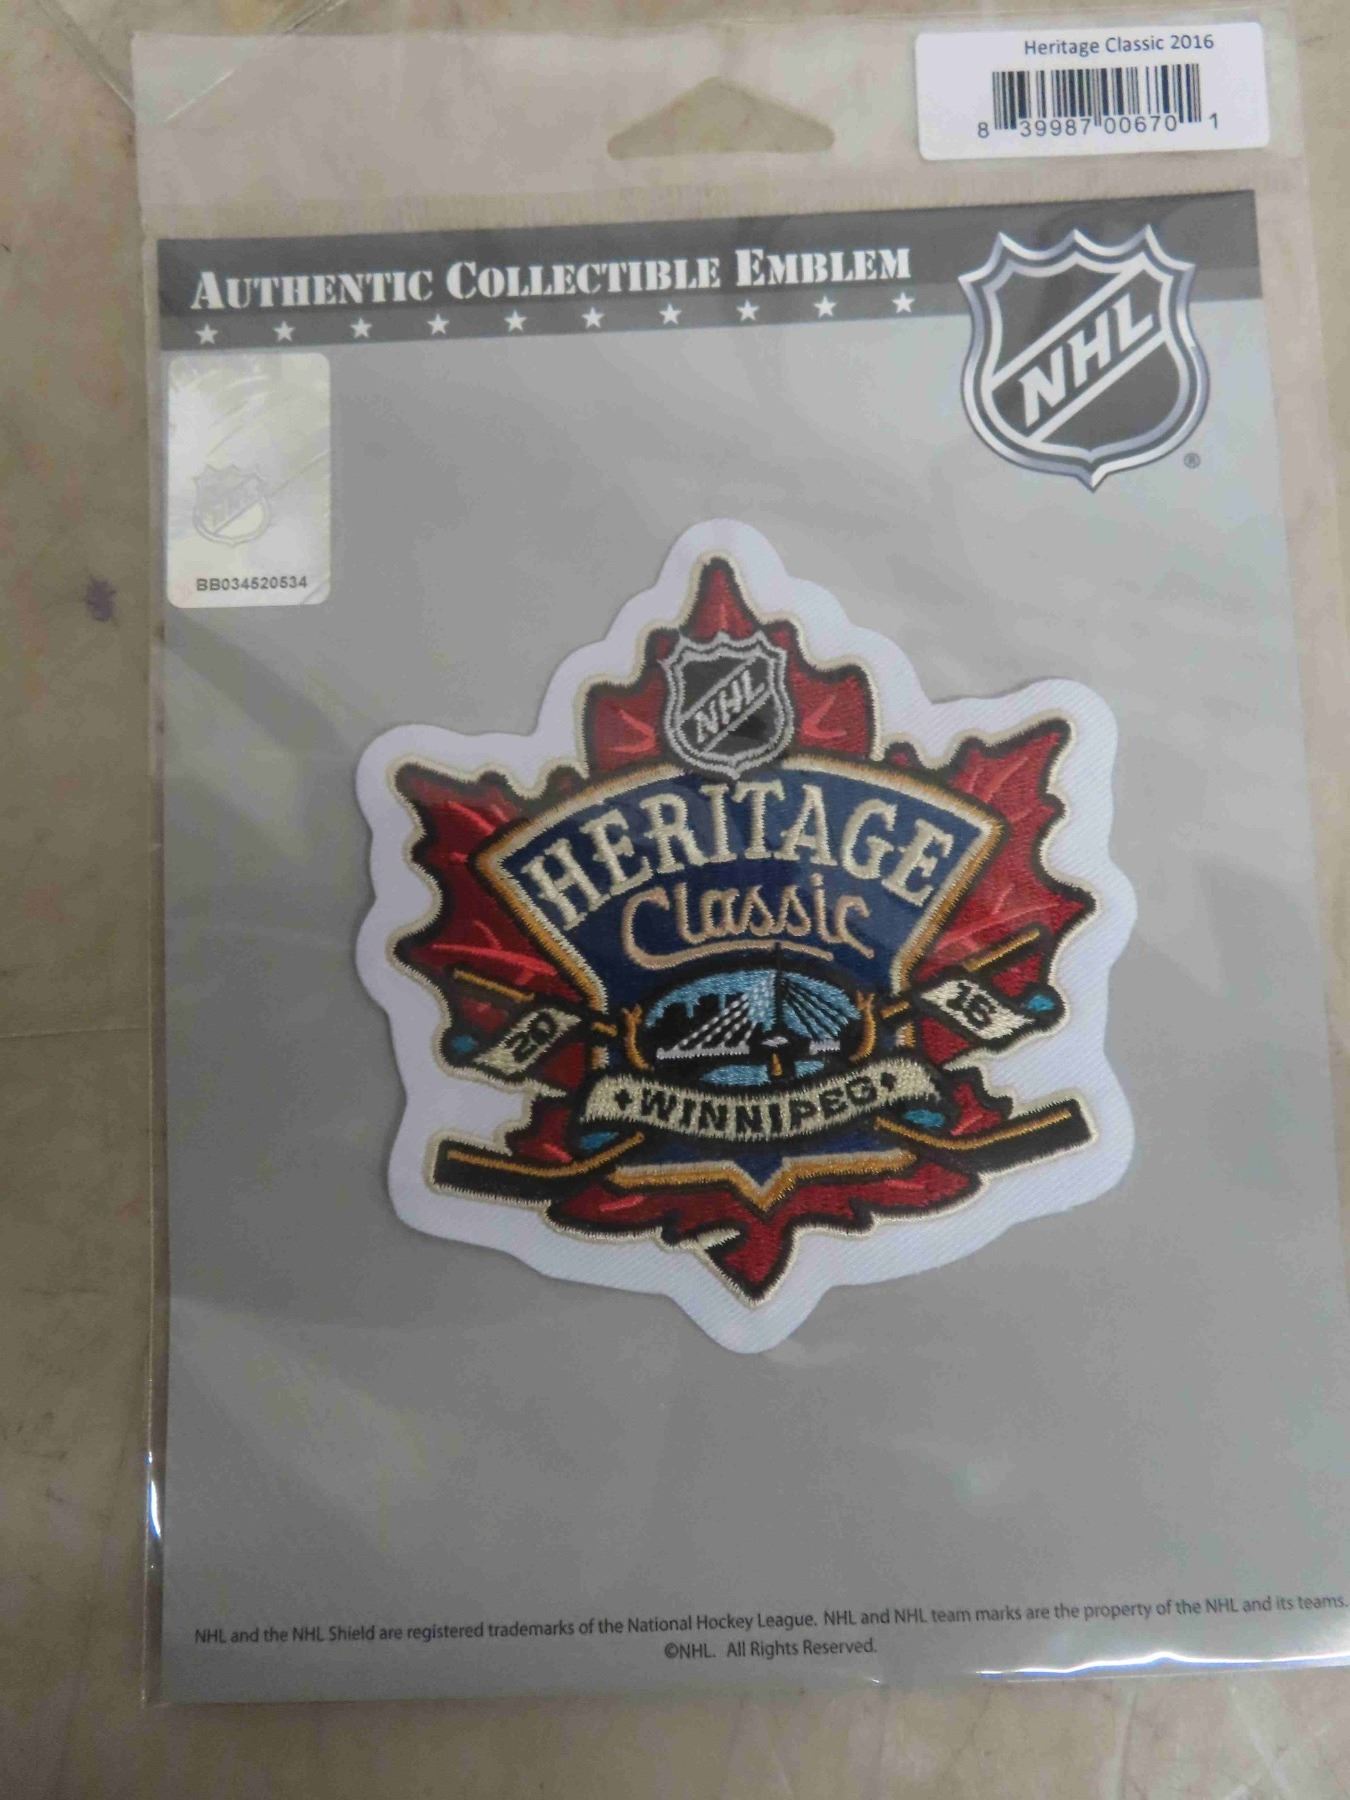 Heritage Classic 2016
8 39987 00670 1
AUTHENTIC COLLECTIBLE EMBLEM
NHL
®
NHL
BB034520534
NHL
HERITAGE
Classic
20 16
WINNIPEG
NHL and the NHL Shield are registered trademarks of the National Hockey League. NHL and NHL team marks are the property of the NHL and its teams.
©NHL. All Rights Reserved.